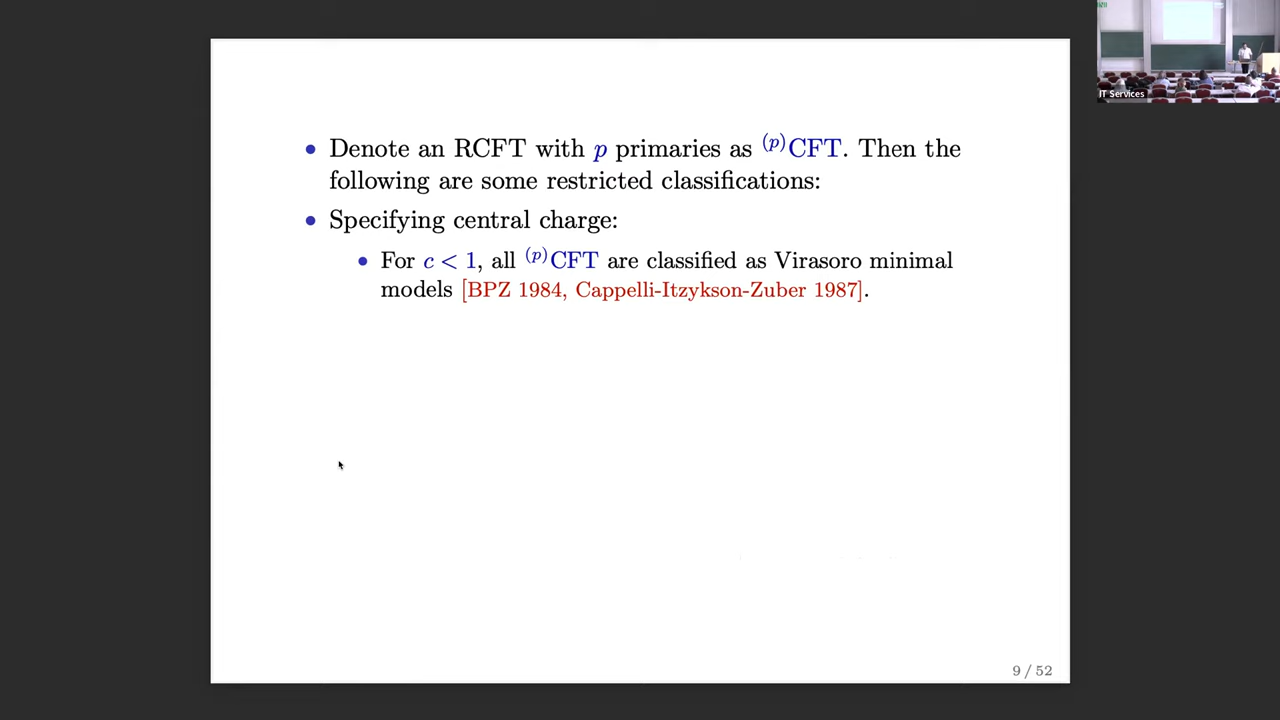 • Denote an RCFT with p primaries as ⁽ᵖ⁾CFT. Then the
following are some restricted classifications:
• Specifying central charge:
• For c < 1, all ⁽ᵖ⁾CFT are classified as Virasoro minimal
models [BPZ 1984, Cappelli-Itzykson-Zuber 1987].
9 / 52
IT Services